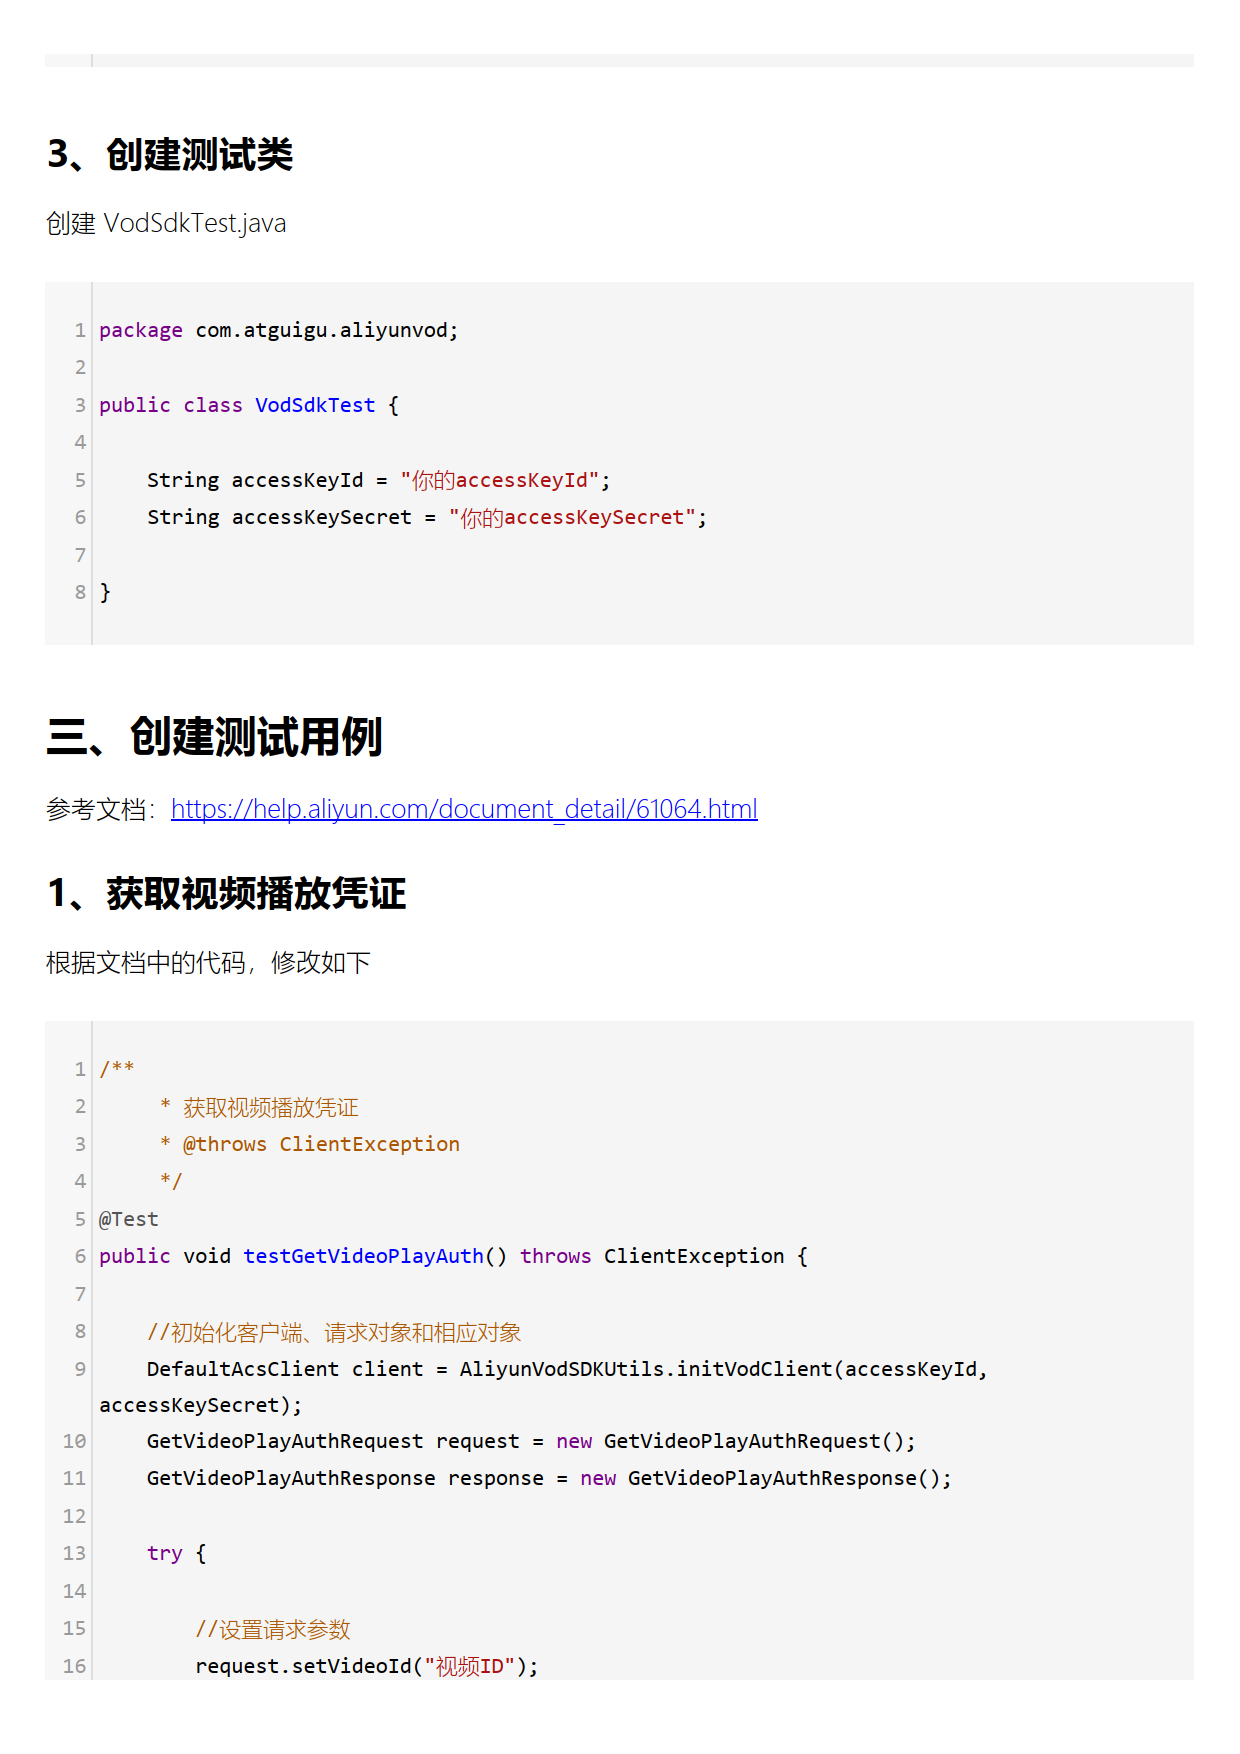 3、创建测试类
创建 VodSdkTest.java
1 package com.atguigu.aliyunvod;
2
3 public class VodSdkTest {
4
5     String accessKeyId = "你的accessKeyId";
6     String accessKeySecret = "你的accessKeySecret";
7
8 }
三、创建测试用例
参考文档：https://help.aliyun.com/document_detail/61064.html
1、获取视频播放凭证
根据文档中的代码，修改如下
1 /**
2      * 获取视频播放凭证
3      * @throws ClientException
4      */
5 @Test
6 public void testGetVideoPlayAuth() throws ClientException {
7
8     //初始化客户端、请求对象和相应对象
9     DefaultAcsClient client = AliyunVodSDKUtils.initVodClient(accessKeyId,
accessKeySecret);
10     GetVideoPlayAuthRequest request = new GetVideoPlayAuthRequest();
11     GetVideoPlayAuthResponse response = new GetVideoPlayAuthResponse();
12
13     try {
14
15         //设置请求参数
16         request.setVideoId("视频ID");